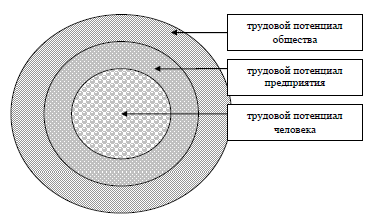 трудовой потенциал
общества
трудовой потенциал
предприятия
трудовой потенциал
человека